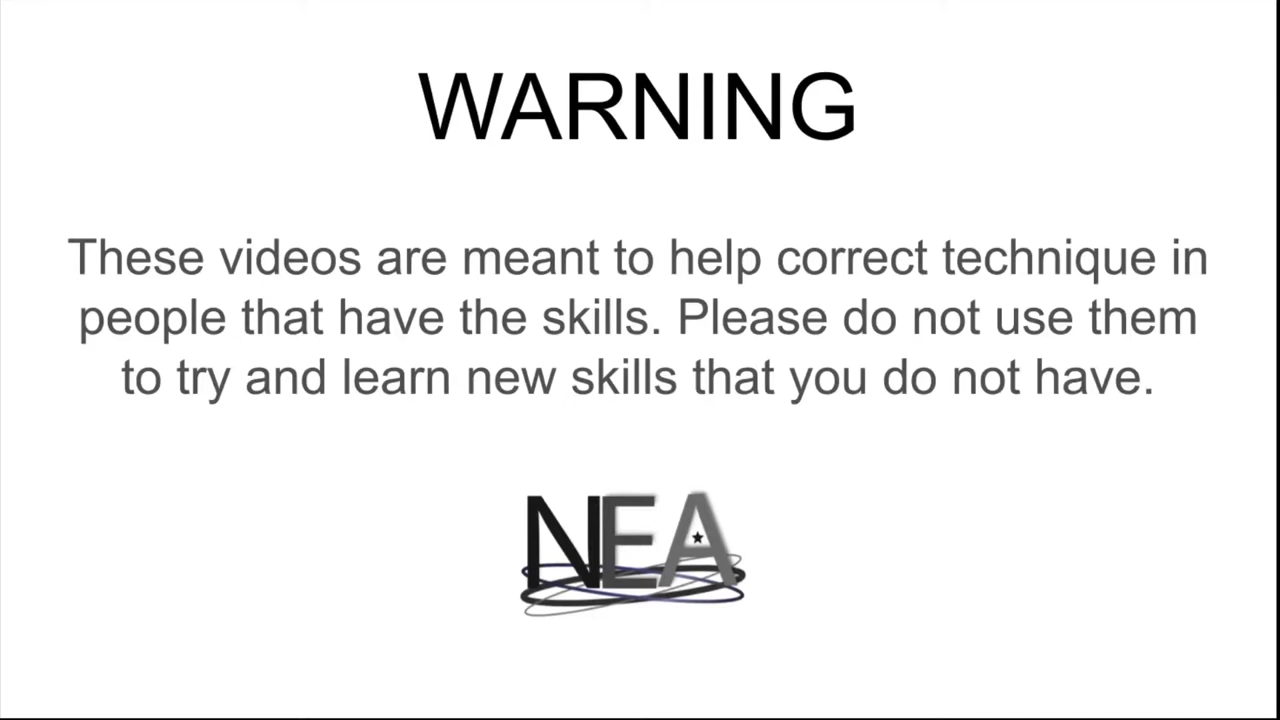 WARNING
These videos are meant to help correct technique in
people that have the skills. Please do not use them
to try and learn new skills that you do not have.
NEA